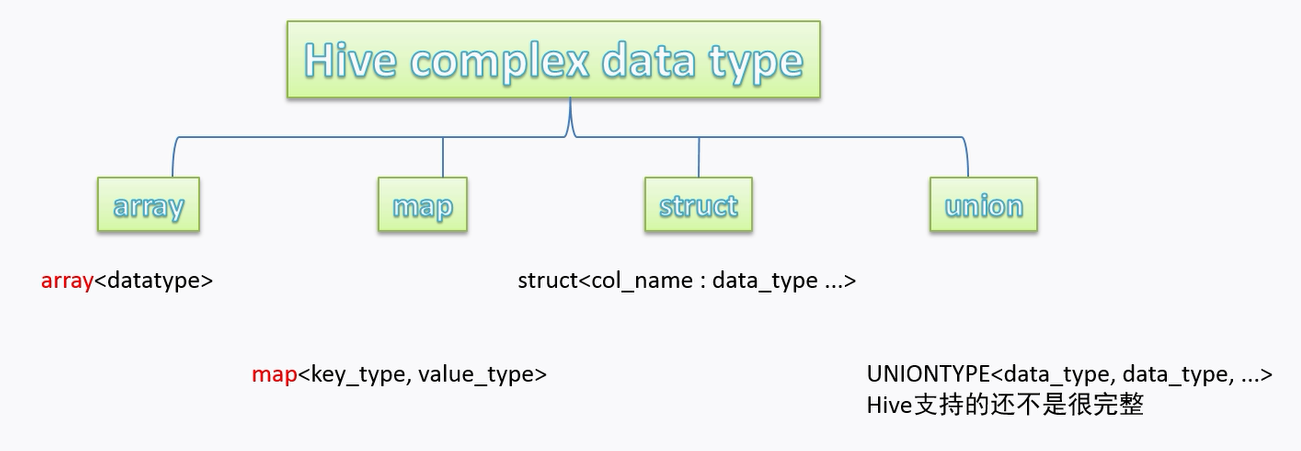 Hive complex data type
array
map
struct
union
array<datatype>
struct<col_name : data_type ...>
map<key_type, value_type>
UNIONTYPE<data_type, data_type, ...>
Hive支持的还不是很完整